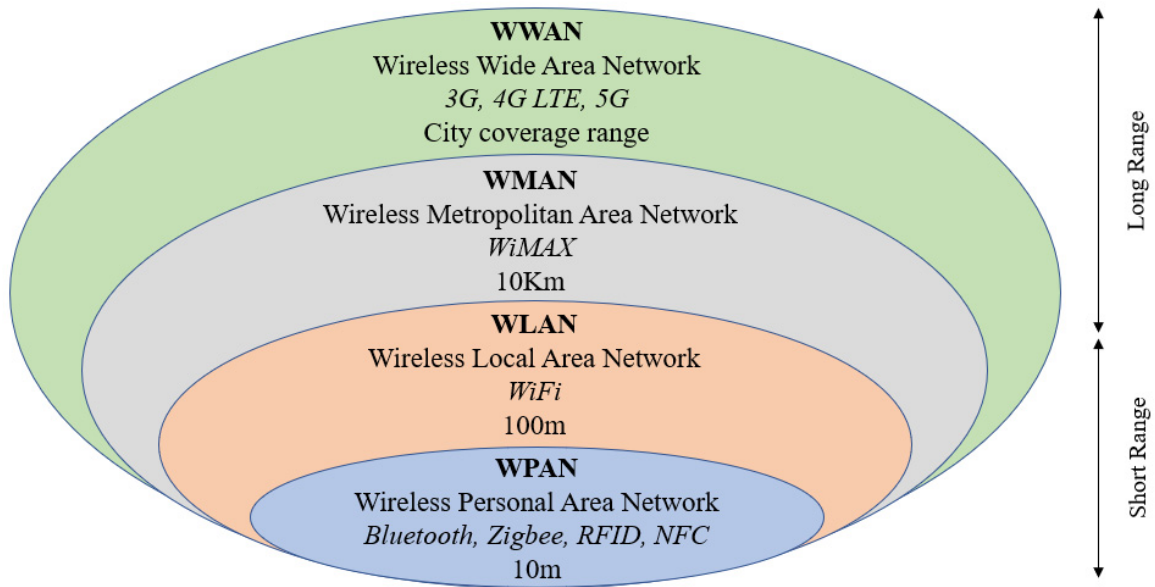 WWAN
Wireless Wide Area Network
3G, 4G LTE, 5G
City coverage range
WMAN
Wireless Metropolitan Area Network
WiMAX
10Km
WLAN
Wireless Local Area Network
WiFi
100m
WPAN
Wireless Personal Area Network
Bluetooth, Zigbee, RFID, NFC
10m
Long Range
Short Range